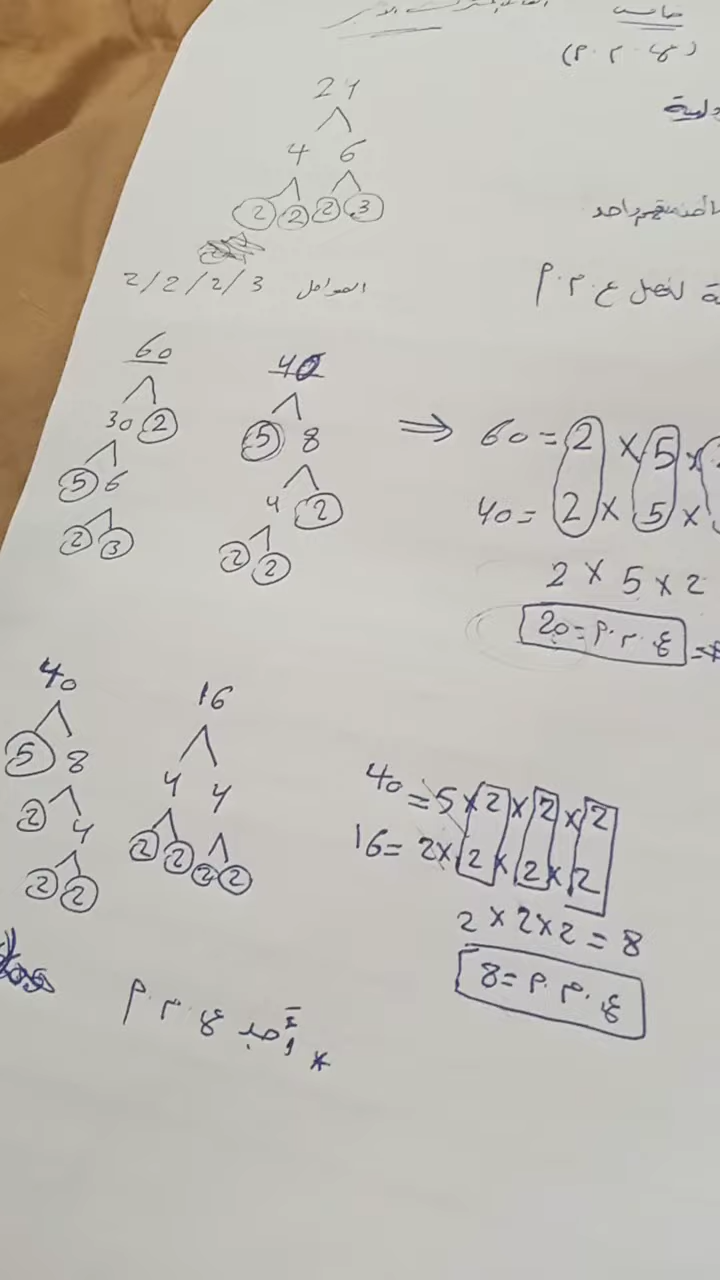 (ع.م.م)
24
4 6
2 2 2 3
العوامل 2/2/2/3
ع.م.م
60
30 2
5 6
2 3
40
5 8
4 2
2 2
⇒ 60 = 2 × 5 ×
40 = 2 × 5 ×
2 × 5 × 2
ع.م.م = 20
40
5 8
2 4
2 2
16
4 4
2 2 2 2
40 = 5 × 2 × 2 × 2
16 = 2 × 2 × 2 × 2
2 × 2 × 2 = 8
ع.م.م = 8
* ع.م.م